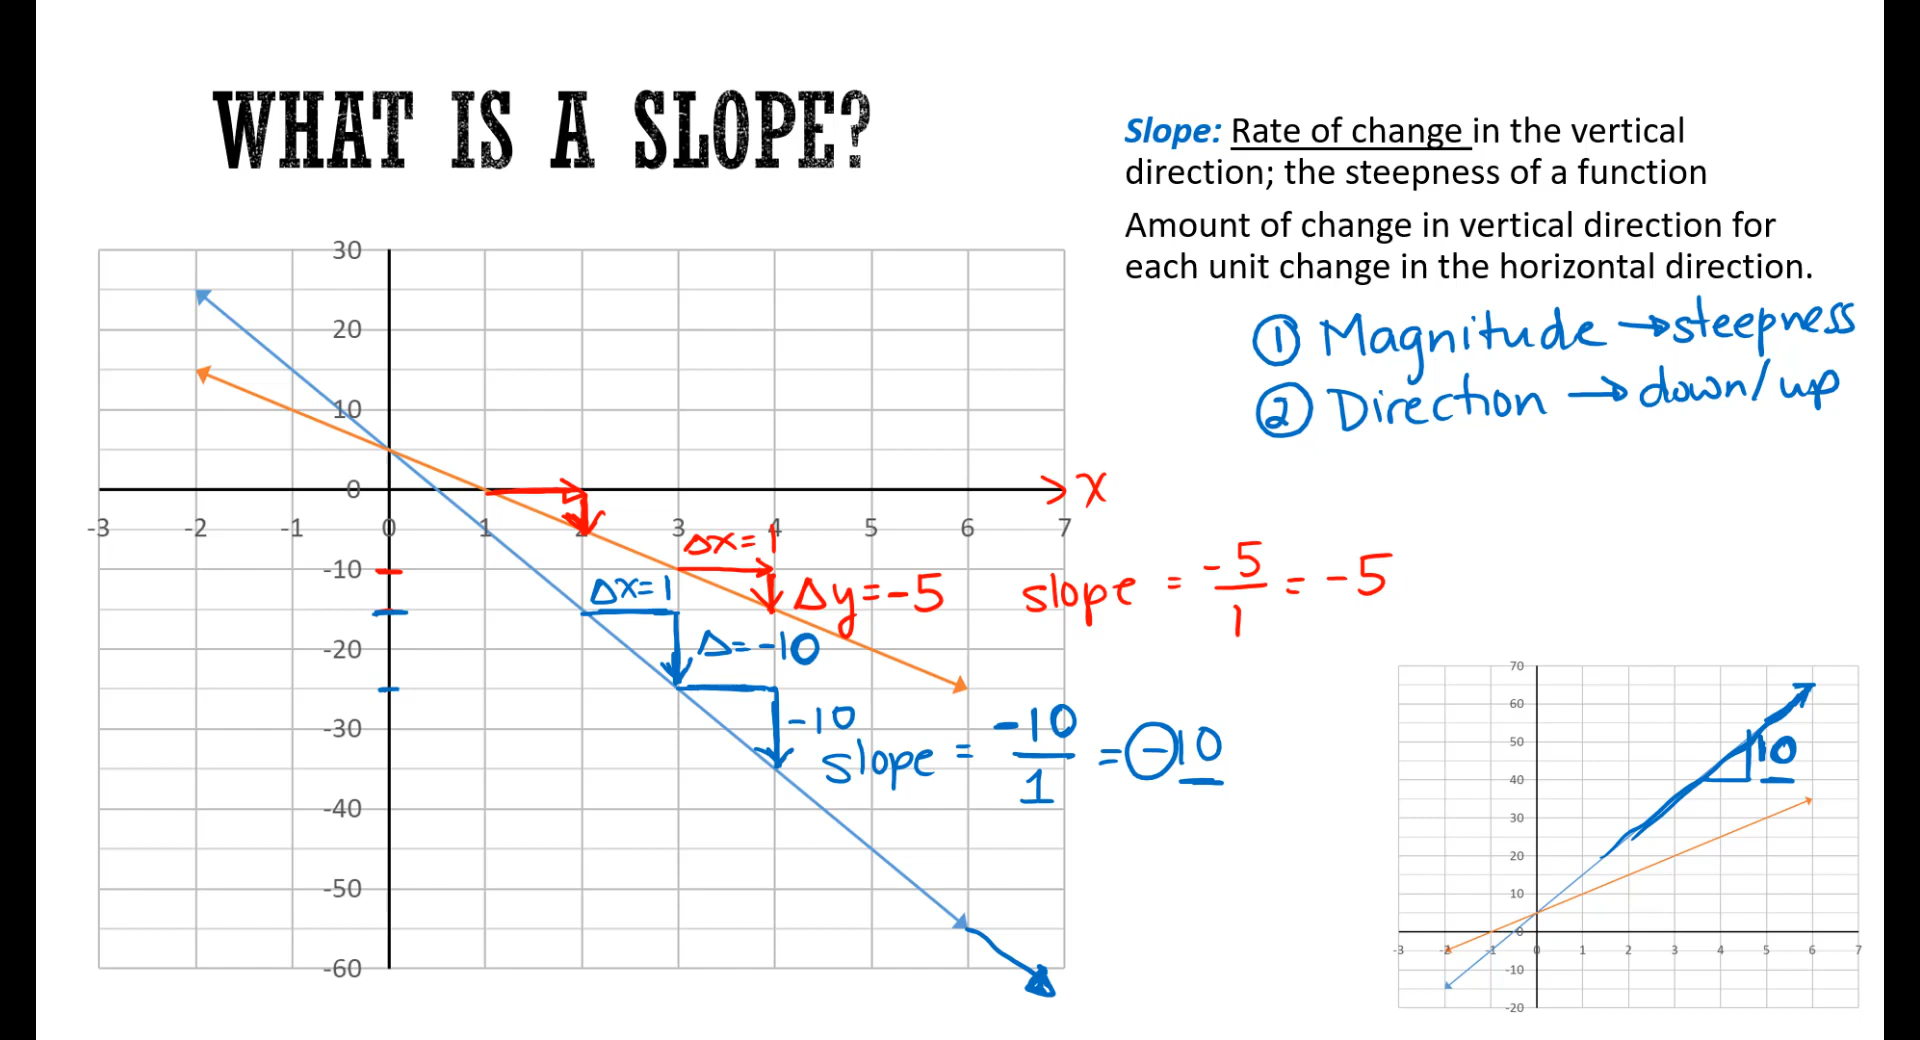 WHAT IS A SLOPE?
Slope: Rate of change in the vertical
direction; the steepness of a function
Amount of change in vertical direction for
each unit change in the horizontal direction.
① Magnitude → steepness
② Direction → down/up
30
20
10
0
-3 -2 -1 0 1 2 3 4 5 6 7
x
-10
-20
-30
-40
-50
-60
Δx=1
Δy=-5
slope = -5/1 = -5
Δx=1
Δ=-10
-10
slope = -10/1 = -10
70
60
50
40
30
20
10
0
-3 -2 -1 0 1 2 3 4 5 6 7
-10
-20
10